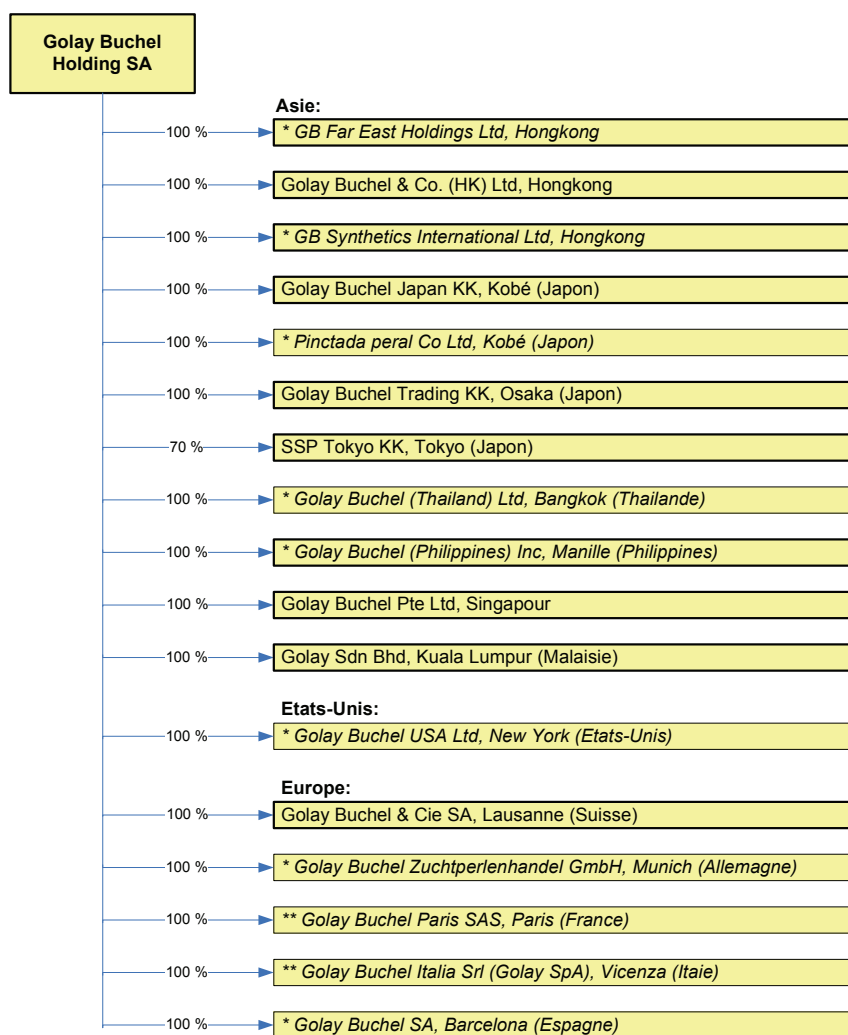 Golay Buchel
Holding SA
Asie:
100 %
* GB Far East Holdings Ltd, Hongkong
100 %
Golay Buchel & Co. (HK) Ltd, Hongkong
100 %
* GB Synthetics International Ltd, Hongkong
100 %
Golay Buchel Japan KK, Kobé (Japon)
100 %
* Pinctada peral Co Ltd, Kobé (Japon)
100 %
Golay Buchel Trading KK, Osaka (Japon)
70 %
SSP Tokyo KK, Tokyo (Japon)
100 %
* Golay Buchel (Thailand) Ltd, Bangkok (Thailande)
100 %
* Golay Buchel (Philippines) Inc, Manille (Philippines)
100 %
Golay Buchel Pte Ltd, Singapour
100 %
Golay Sdn Bhd, Kuala Lumpur (Malaisie)
Etats-Unis:
100 %
* Golay Buchel USA Ltd, New York (Etats-Unis)
Europe:
100 %
Golay Buchel & Cie SA, Lausanne (Suisse)
100 %
* Golay Buchel Zuchtperlenhandel GmbH, Munich (Allemagne)
100 %
** Golay Buchel Paris SAS, Paris (France)
100 %
** Golay Buchel Italia Srl (Golay SpA), Vicenza (Itaie)
100 %
* Golay Buchel SA, Barcelona (Espagne)